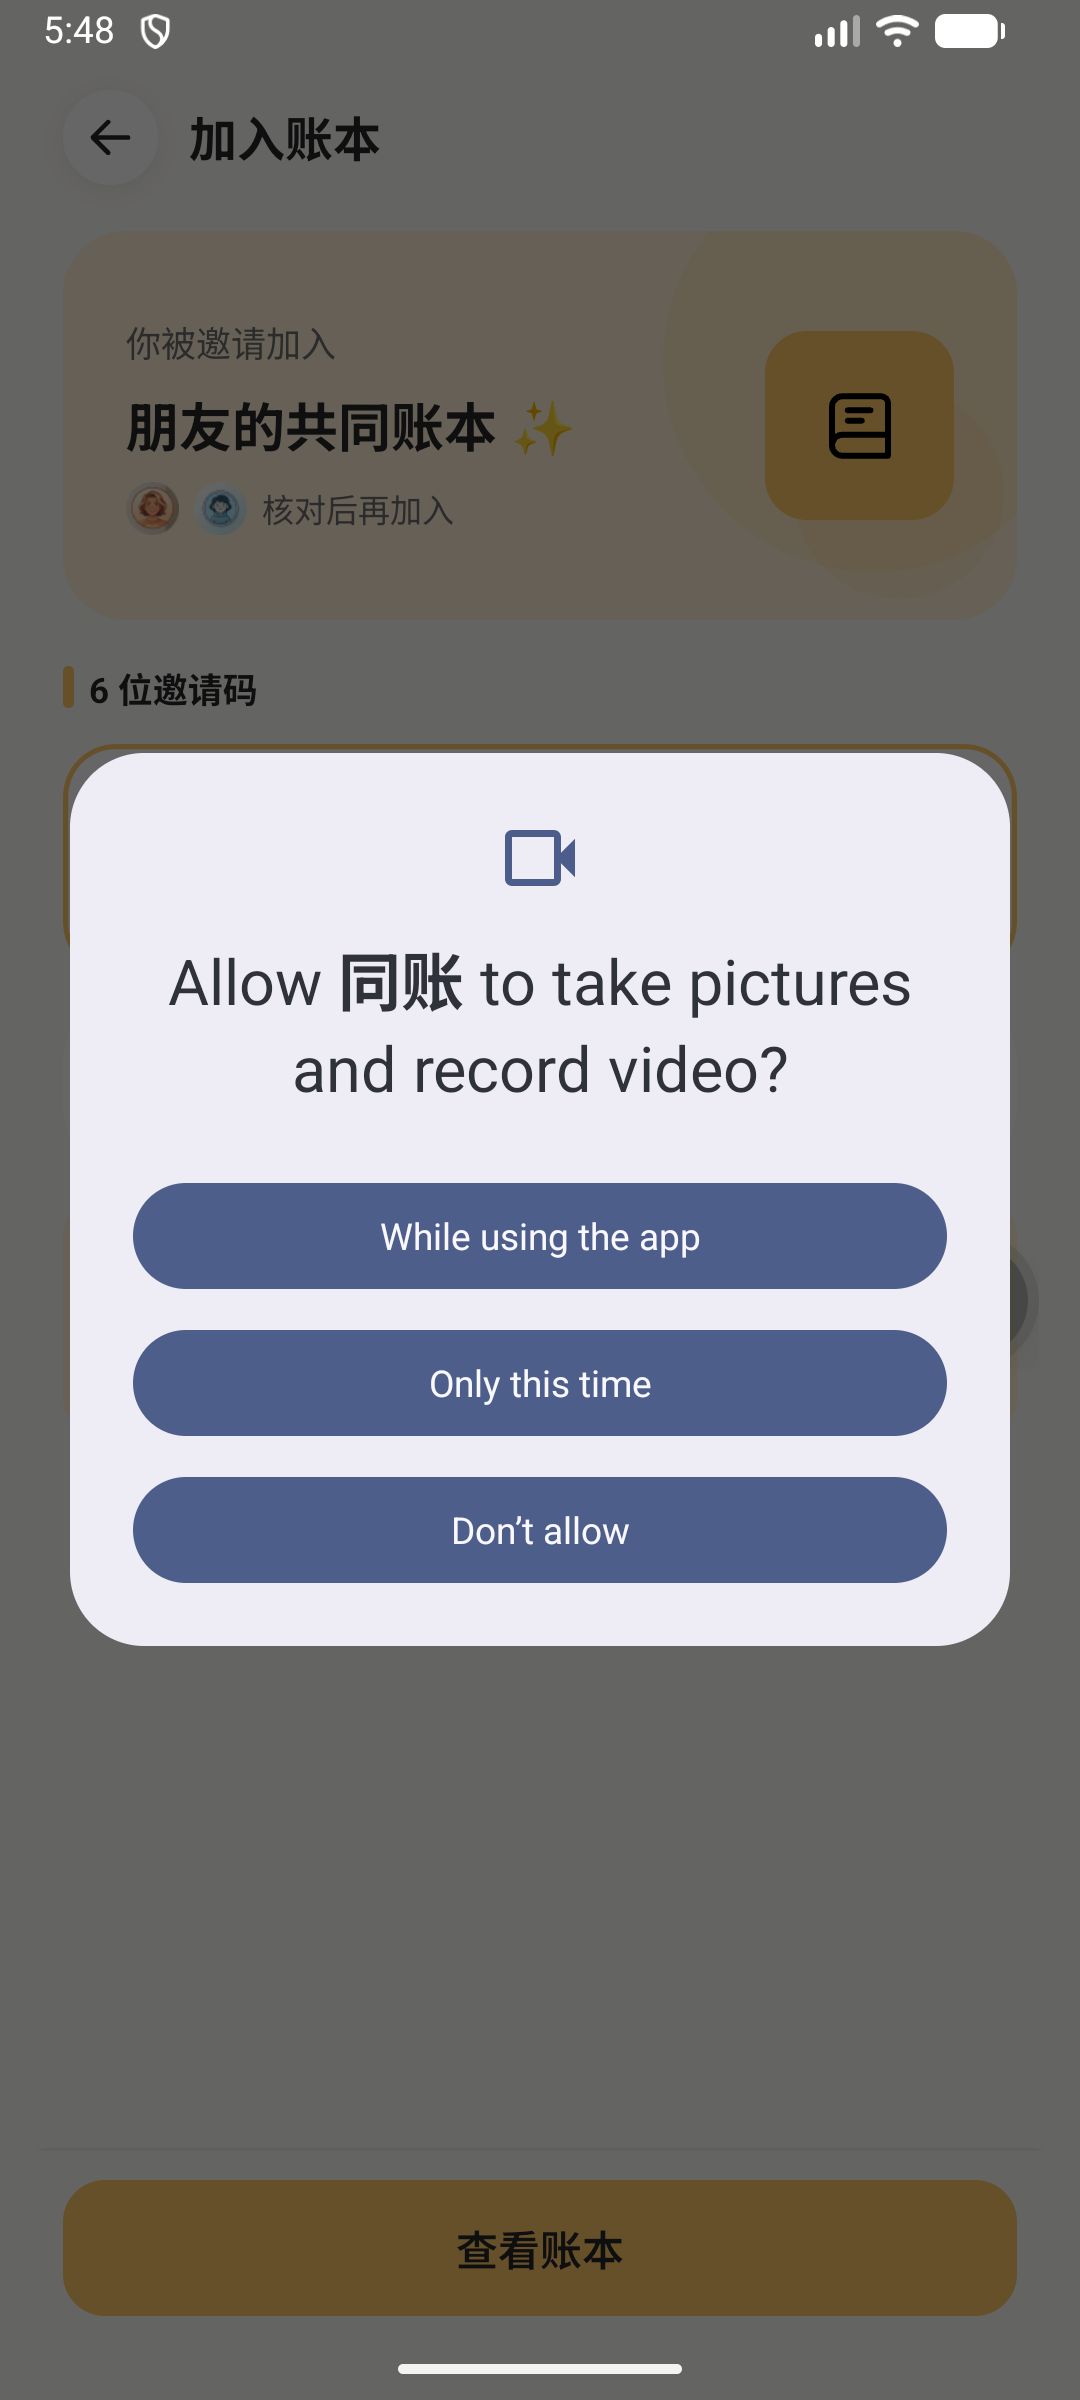 5:48
加入账本
你被邀请加入
朋友的共同账本 ✨
核对后再加入
6 位邀请码
Allow 同账 to take pictures
and record video?
While using the app
Only this time
Don’t allow
查看账本